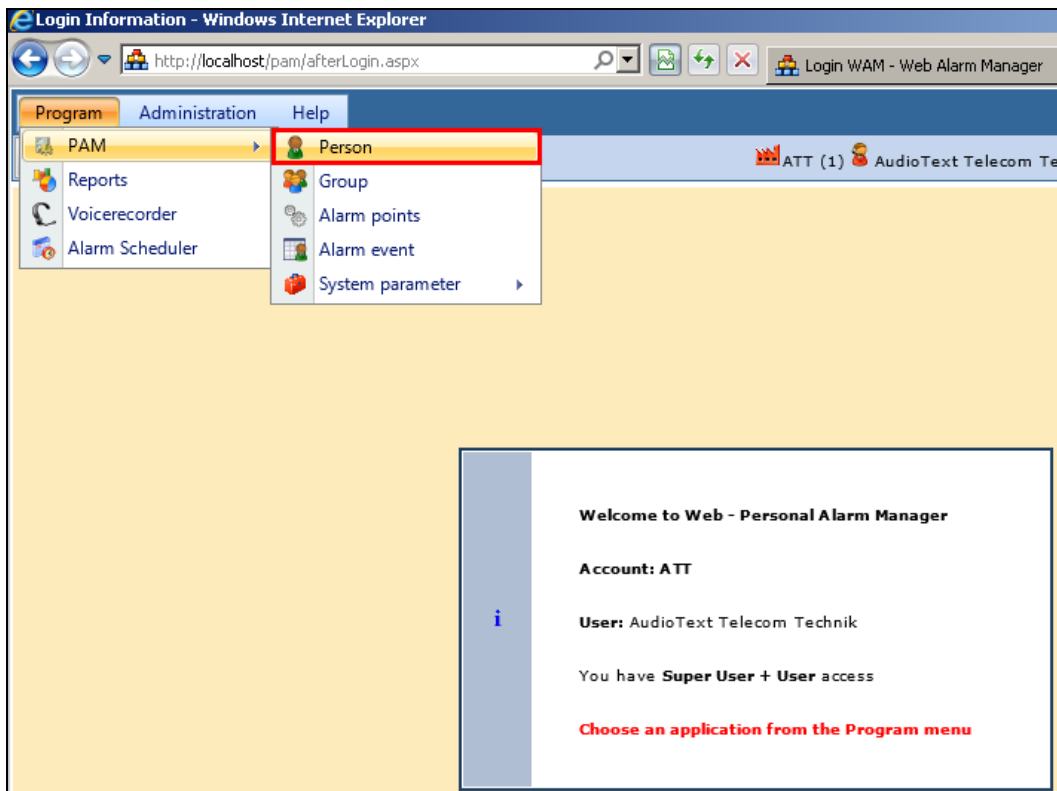 Login Information - Windows Internet Explorer
http://localhost/pam/afterLogin.aspx
Login WAM - Web Alarm Manager
Program Administration Help
PAM
Reports
Voicerecorder
Alarm Scheduler
Person
Group
Alarm points
Alarm event
System parameter
ATT (1) AudioText Telecom Te
i
Welcome to Web - Personal Alarm Manager
Account: ATT
User: AudioText Telecom Technik
You have Super User + User access
Choose an application from the Program menu